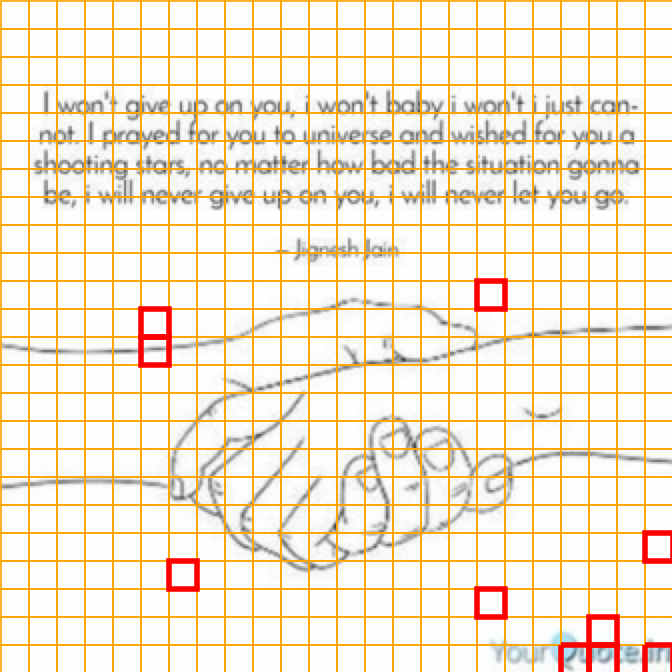 I won't give up on you, i won't baby i won't i just can-
not. I prayed for you to universe and wished for you a
shooting stars, no matter how bad the situation gonna
be, i will never give up on you, i will never let you go.
-- Jignesh Jain
YourQuote.in